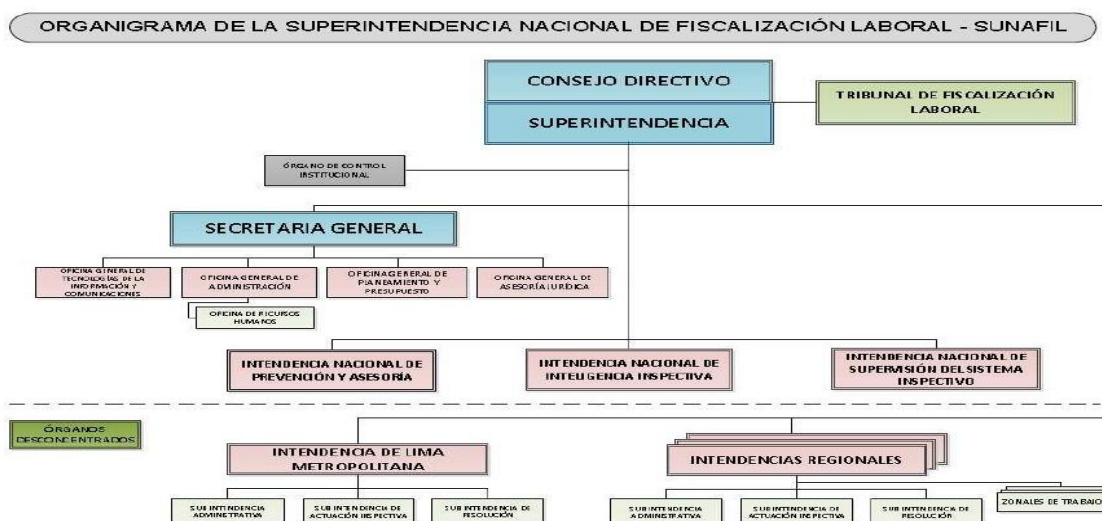 ORGANIGRAMA DE LA SUPERINTENDENCIA NACIONAL DE FISCALIZACIÓN LABORAL - SUNAFIL
CONSEJO DIRECTIVO
SUPERINTENDENCIA
TRIBUNAL DE FISCALIZACIÓN
LABORAL
ÓRGANO DE CONTROL
INSTITUCIONAL
SECRETARIA GENERAL
OFICINA GENERAL DE
TECNOLOGÍAS DE LA
INFORMACIÓN Y
COMUNICACIONES
OFICINA GENERAL DE
ADMINISTRACIÓN
OFICINA GENERAL DE
PLANEAMIENTO Y
PRESUPUESTO
OFICINA GENERAL DE
ASESORÍA JURÍDICA
OFICINA DE RECURSOS
HUMANOS
INTENDENCIA NACIONAL DE
PREVENCIÓN Y ASESORÍA
INTENDENCIA NACIONAL DE
INTELIGENCIA INSPECTIVA
INTENDENCIA NACIONAL DE
SUPERVISIÓN DEL SISTEMA
INSPECTIVO
ÓRGANOS
DESCONCENTRADOS
INTENDENCIA DE LIMA
METROPOLITANA
INTENDENCIAS REGIONALES
SUB INTENDENCIA
ADMINISTRATIVA
SUB INTENDENCIA DE
ACTUACIÓN INSPECTIVA
SUB INTENDENCIA DE
RESOLUCIÓN
SUB INTENDENCIA
ADMINISTRATIVA
SUB INTENDENCIA DE
ACTUACIÓN INSPECTIVA
SUB INTENDENCIA DE
RESOLUCIÓN
ZONALES DE TRABAJO